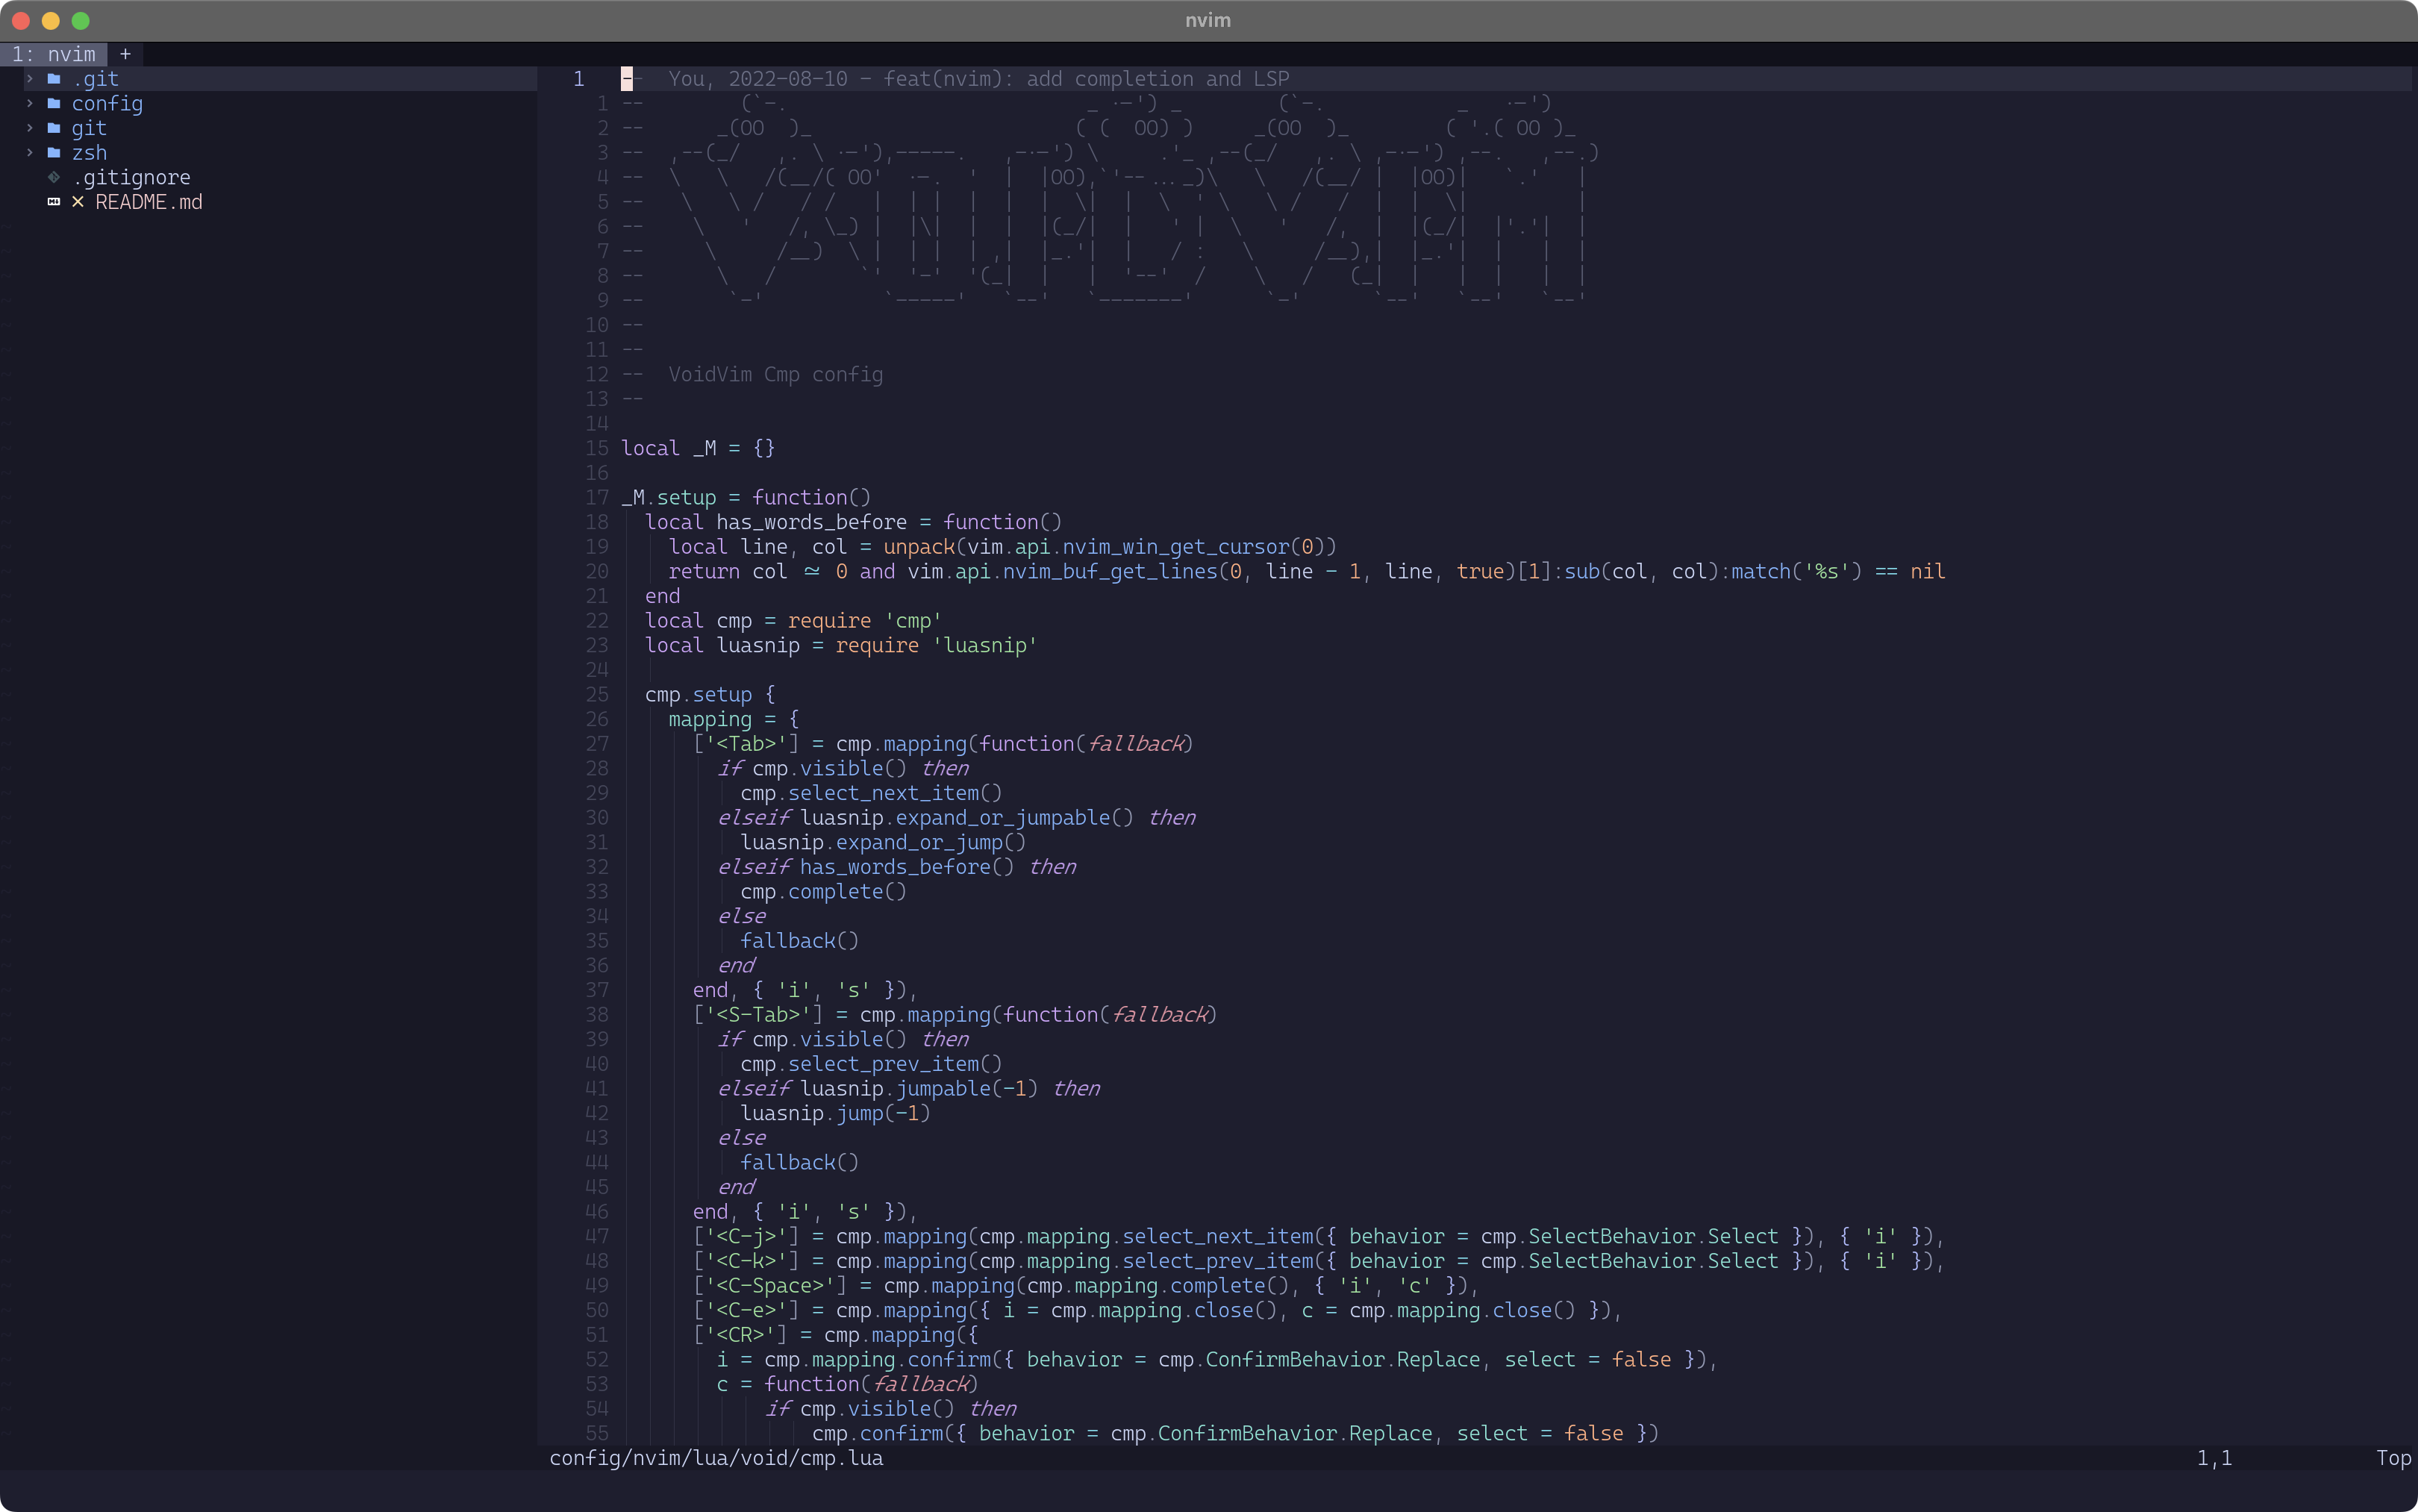 nvim
1: nvim +
.git
config
git
zsh
.gitignore
README.md
1 -- You, 2022-08-10 - feat(nvim): add completion and LSP
1 --        (`-.                         _ .-') _        (`-.           _   .-')
2 --      _(OO  )_                      ( (  OO) )     _(OO  )_        ( '.( OO )_
3 --  ,--(_/   ,. \ .-'),-----.   ,-.-') \     .'_ ,--(_/   ,. \ ,-.-') ,--.   ,--.)
4 --  \   \   /(__/( OO'  .-.  '  |  |OO),`'--..._)\   \   /(__/ |  |OO)|   `.'   |
5 --   \   \ /   / /   |  | |  |  |  |  \|  |  \  ' \   \ /   /  |  |  \|         |
6 --    \   '   /, \_) |  |\|  |  |  |(_/|  |   ' |  \   '   /,  |  |(_/|  |'.'|  |
7 --     \     /__)  \ |  | |  | ,|  |_.'|  |   / :   \     /__),|  |_.'|  |   |  |
8 --      \   /       `'  '-'  '(_|  |   |  '--'  /    \   /   (_|  |   |  |   |  |
9 --       `-'          `-----'   `--'   `-------'      `-'      `--'   `--'   `--'
10 --
11 --
12 --  VoidVim Cmp config
13 --
14
15 local _M = {}
16
17 _M.setup = function()
18   local has_words_before = function()
19     local line, col = unpack(vim.api.nvim_win_get_cursor(0))
20     return col ≃ 0 and vim.api.nvim_buf_get_lines(0, line - 1, line, true)[1]:sub(col, col):match('%s') == nil
21   end
22   local cmp = require 'cmp'
23   local luasnip = require 'luasnip'
24
25   cmp.setup {
26     mapping = {
27       ['<Tab>'] = cmp.mapping(function(fallback)
28         if cmp.visible() then
29           cmp.select_next_item()
30         elseif luasnip.expand_or_jumpable() then
31           luasnip.expand_or_jump()
32         elseif has_words_before() then
33           cmp.complete()
34         else
35           fallback()
36         end
37       end, { 'i', 's' }),
38       ['<S-Tab>'] = cmp.mapping(function(fallback)
39         if cmp.visible() then
40           cmp.select_prev_item()
41         elseif luasnip.jumpable(-1) then
42           luasnip.jump(-1)
43         else
44           fallback()
45         end
46       end, { 'i', 's' }),
47       ['<C-j>'] = cmp.mapping(cmp.mapping.select_next_item({ behavior = cmp.SelectBehavior.Select }), { 'i' }),
48       ['<C-k>'] = cmp.mapping(cmp.mapping.select_prev_item({ behavior = cmp.SelectBehavior.Select }), { 'i' }),
49       ['<C-Space>'] = cmp.mapping(cmp.mapping.complete(), { 'i', 'c' }),
50       ['<C-e>'] = cmp.mapping({ i = cmp.mapping.close(), c = cmp.mapping.close() }),
51       ['<CR>'] = cmp.mapping({
52         i = cmp.mapping.confirm({ behavior = cmp.ConfirmBehavior.Replace, select = false }),
53         c = function(fallback)
54             if cmp.visible() then
55                 cmp.confirm({ behavior = cmp.ConfirmBehavior.Replace, select = false })
config/nvim/lua/void/cmp.lua 1,1 Top